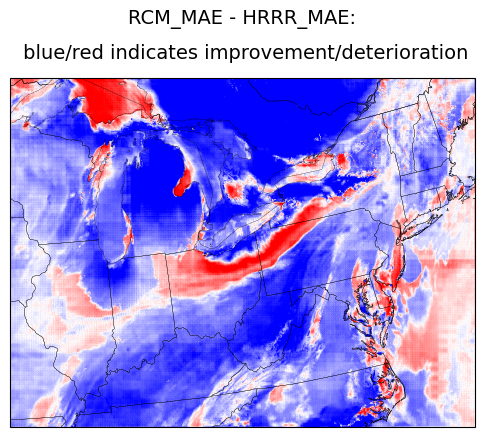 RCM_MAE - HRRR_MAE:
blue/red indicates improvement/deterioration